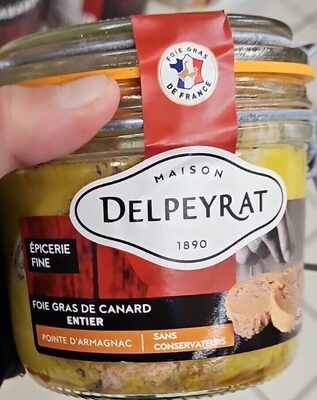 FOIE GRAS
DE FRANCE
MAISON
DELPEYRAT
1890
ÉPICERIE
FINE
FOIE GRAS DE CANARD
ENTIER
POINTE D'ARMAGNAC
SANS
CONSERVATEURS